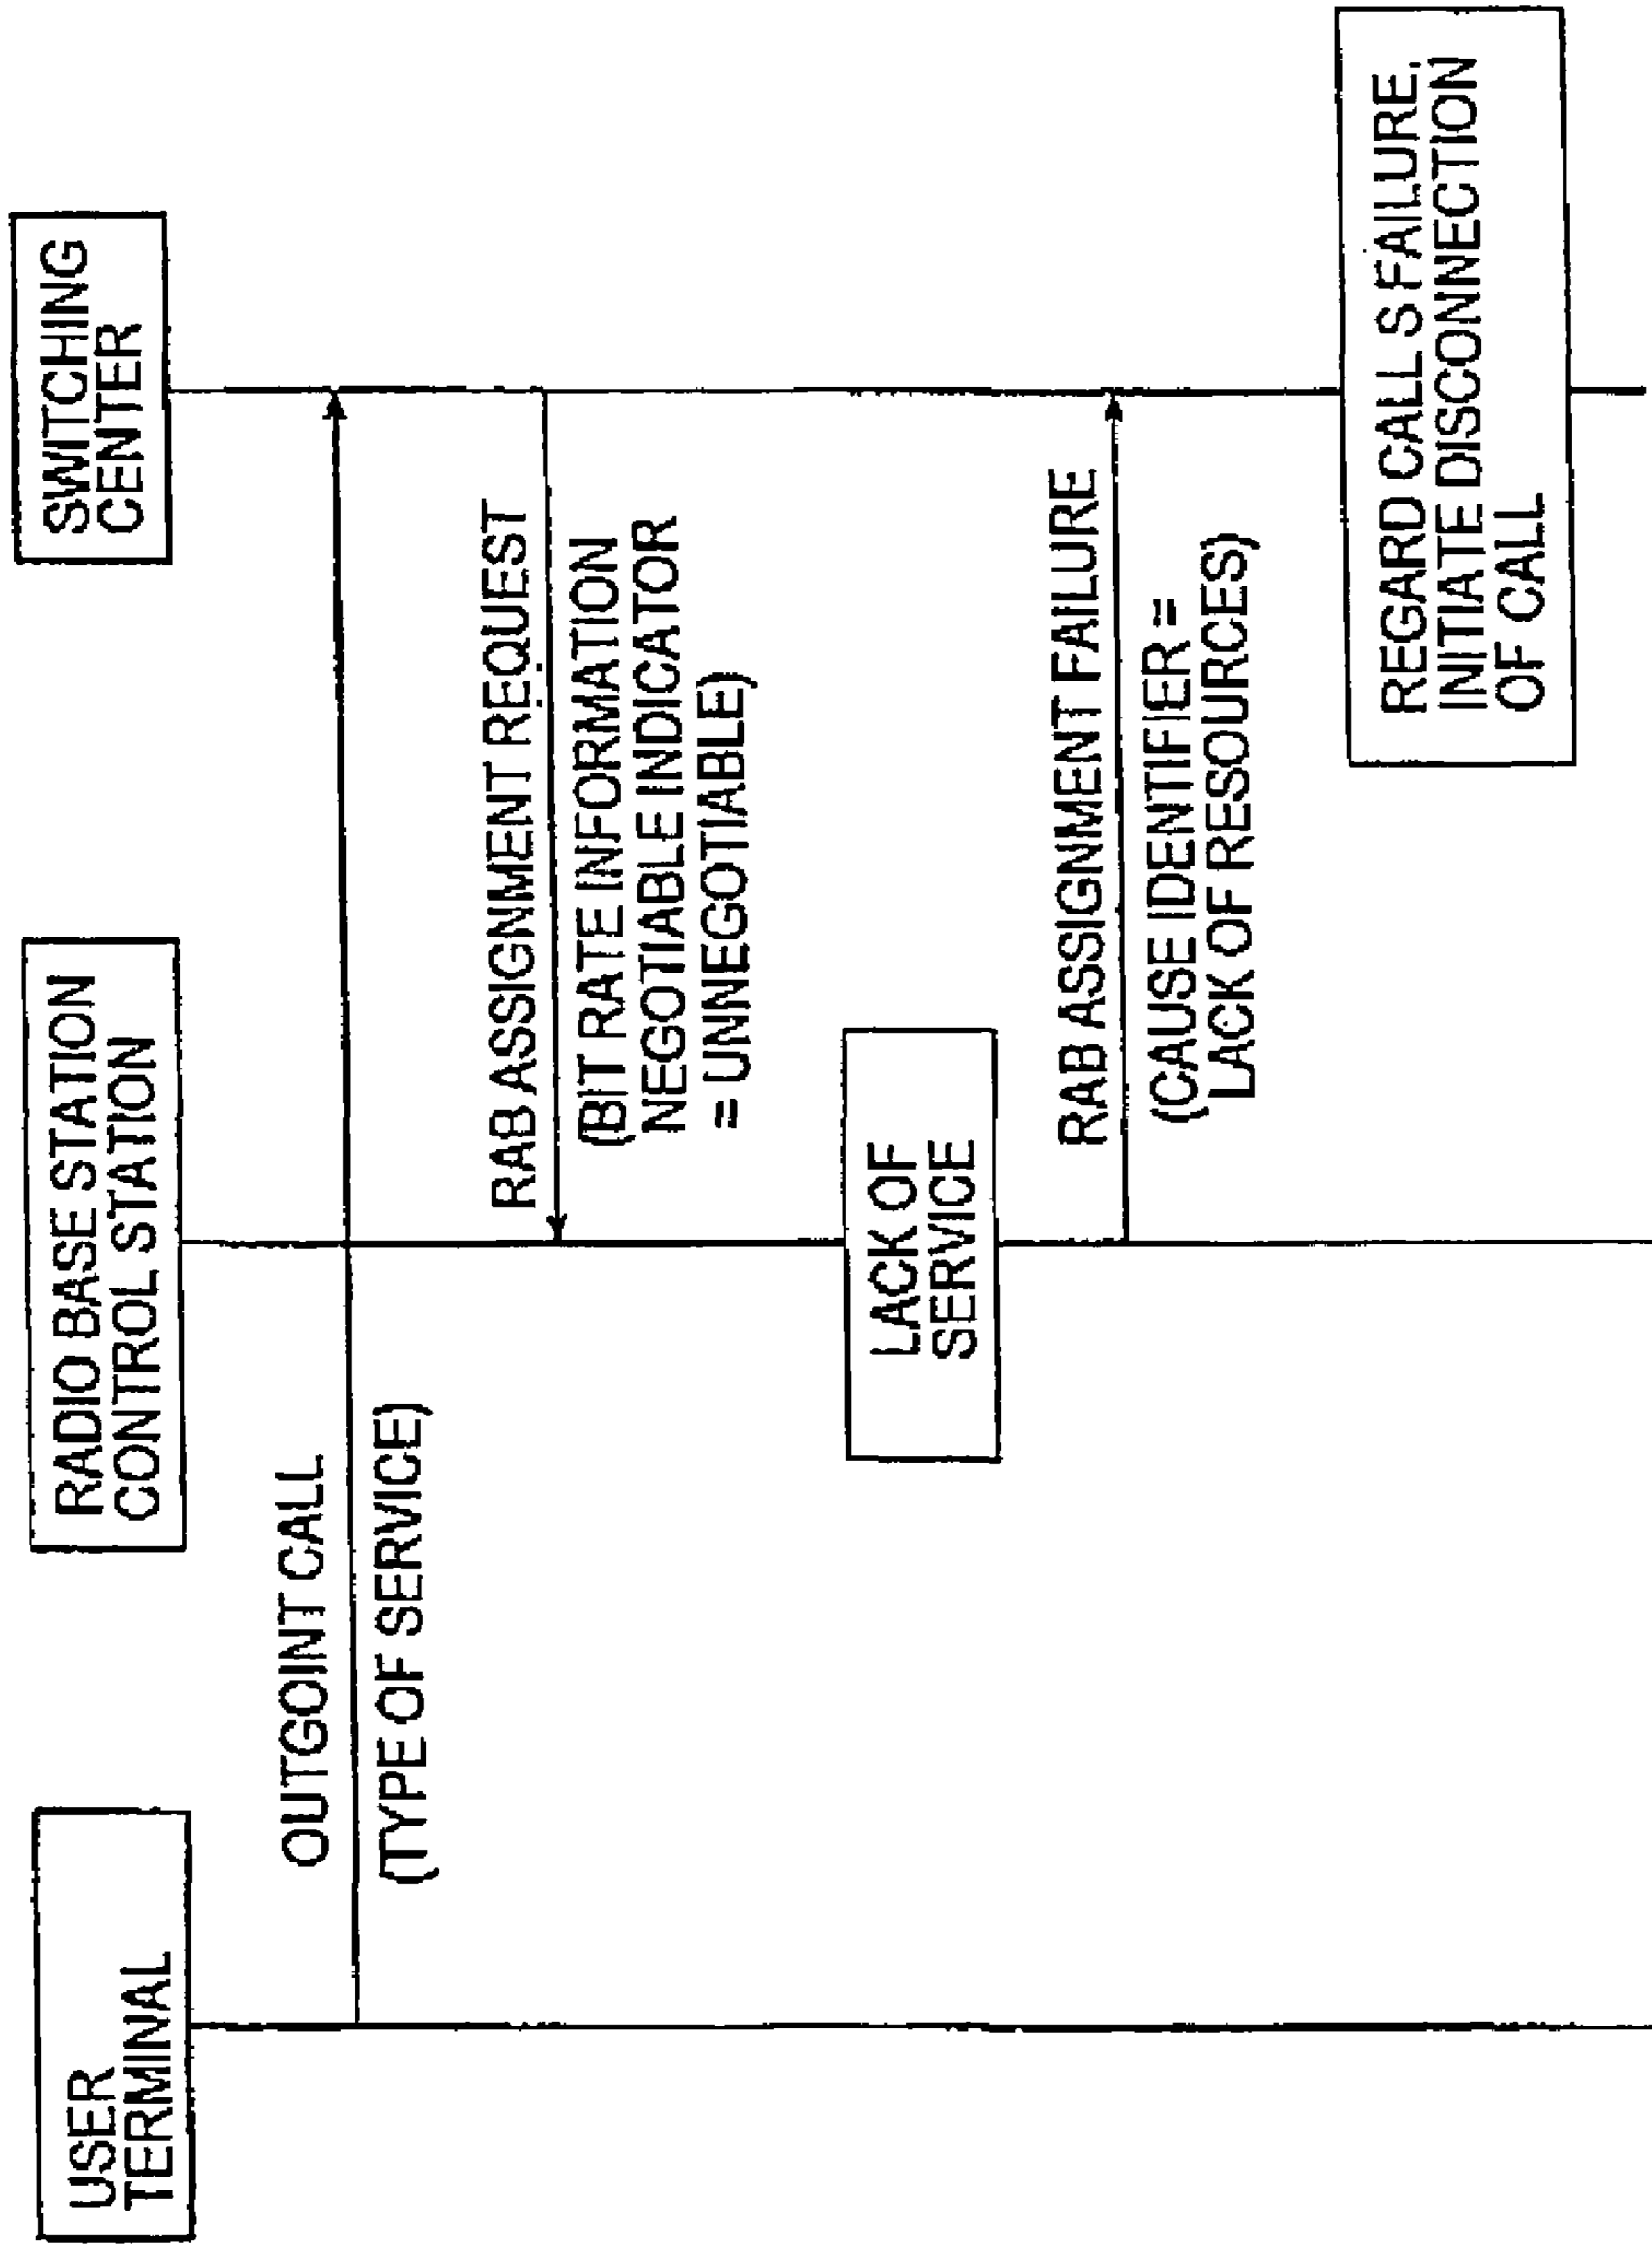 USER
TERMINAL
RADIO BASE STATION
CONTROL STATION
SWITCHING
CENTER
OUTGOINT CALL
(TYPE OF SERVICE)
RAB ASSIGNMENT REQUEST
(BIT RATE INFORMATION
NEGOTIABLE INDICATOR
= UNNEGOTIABLE)
LACK OF
SERVICE
RAB ASSIGNMENT FAILURE
(CAUSE IDENTIFIER =
LACK OF RESOURCES)
REGARD CALL S FAILURE,
INITIATE DISCONNECTION
OF CALL